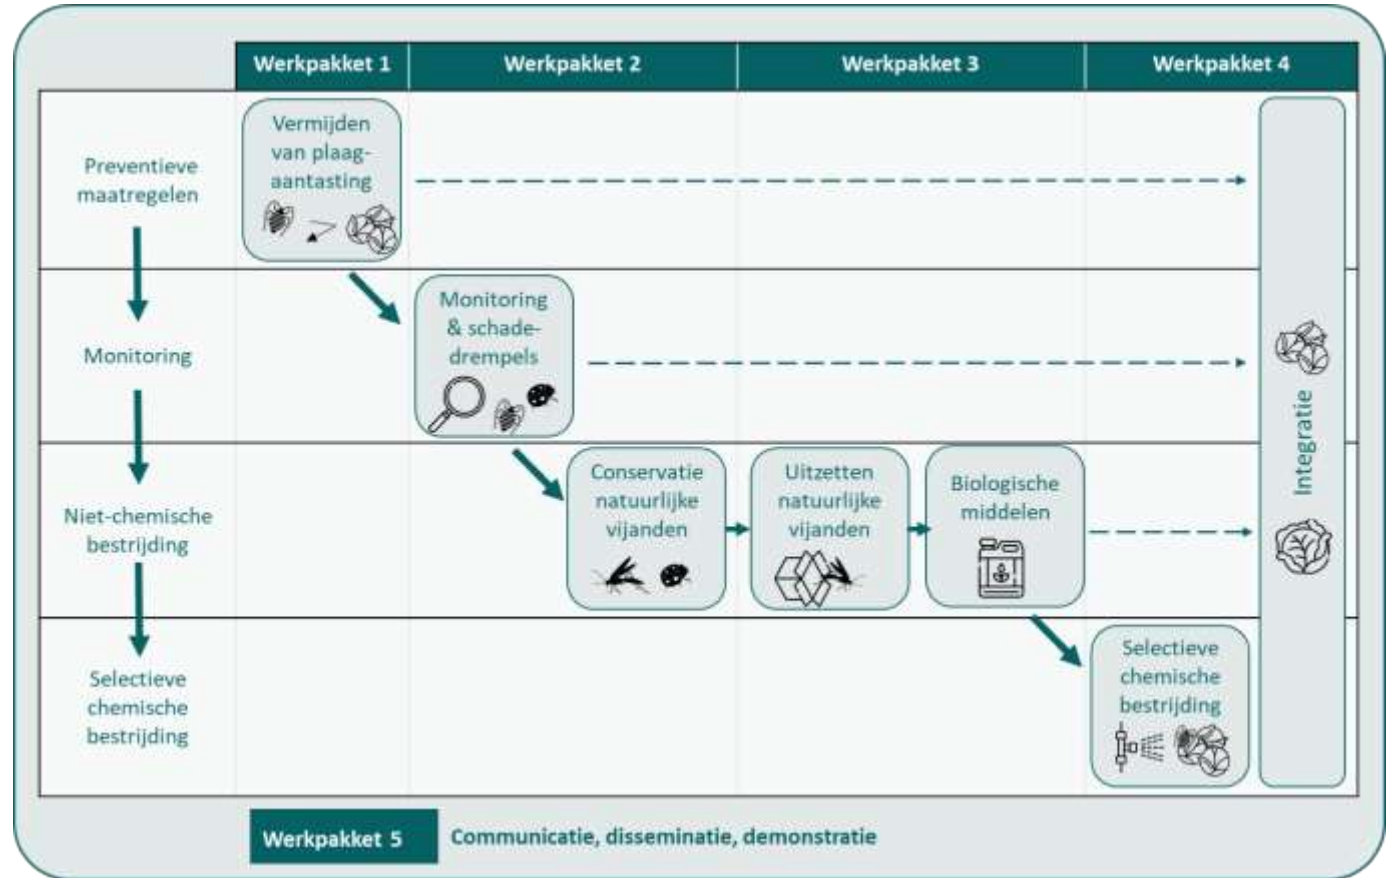 Werkpakket 1
Werkpakket 2
Werkpakket 3
Werkpakket 4
Preventieve
maatregelen
Vermijden
van plaag-
aantasting
Monitoring
Monitoring
& schade-
drempels
Niet-chemische
bestrijding
Conservatie
natuurlijke
vijanden
Uitzetten
natuurlijke
vijanden
Biologische
middelen
Selectieve
chemische
bestrijding
Selectieve
chemische
bestrijding
Integratie
Werkpakket 5
Communicatie, disseminatie, demonstratie